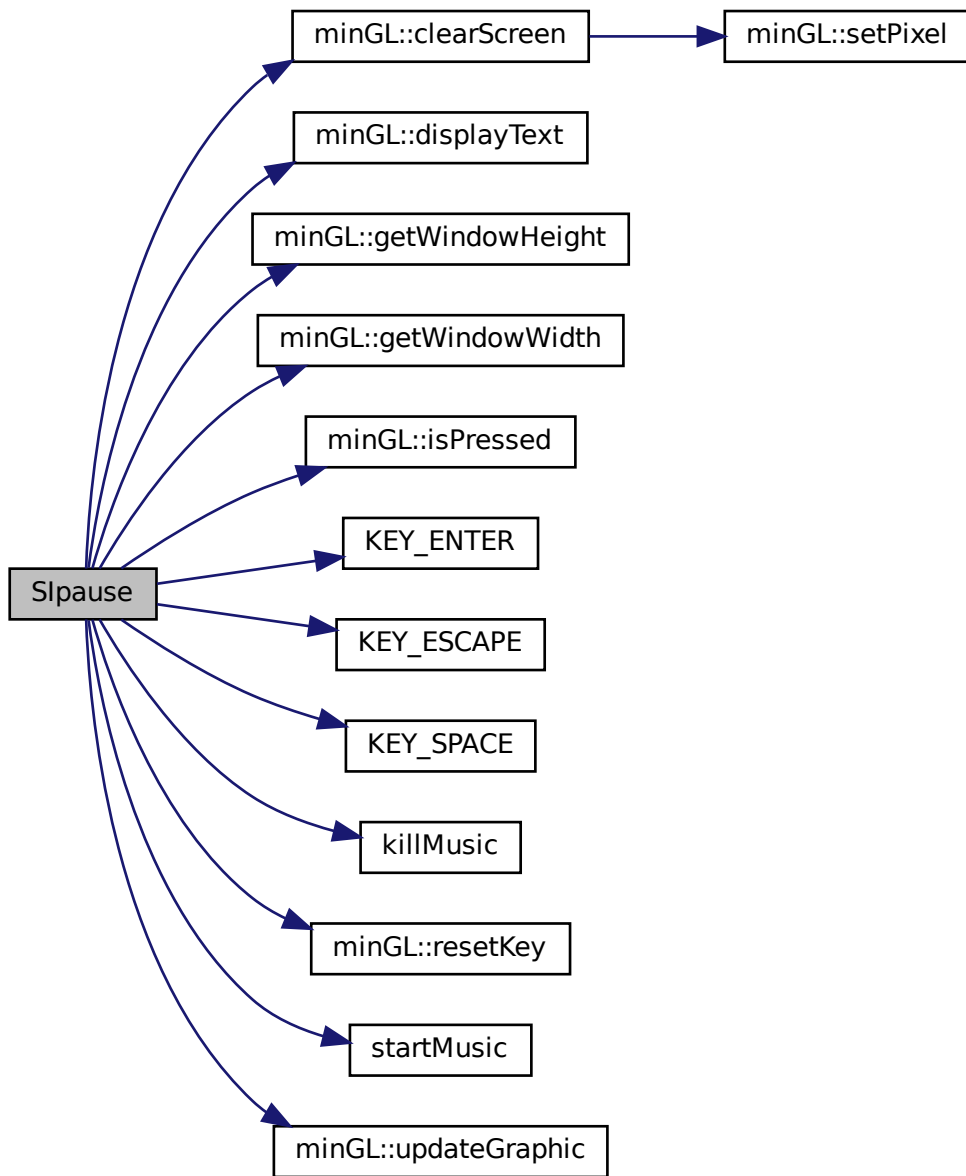 minGL::clearScreen
minGL::setPixel
minGL::displayText
minGL::getWindowHeight
minGL::getWindowWidth
minGL::isPressed
KEY_ENTER
SIpause
KEY_ESCAPE
KEY_SPACE
killMusic
minGL::resetKey
startMusic
minGL::updateGraphic